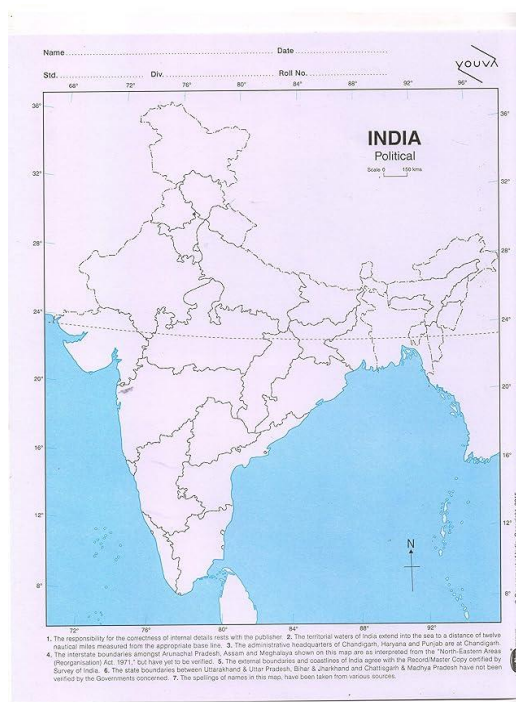 Name
Date
YOUVA
Std.
Div.
Roll No.
68° 72° 76° 80° 84° 88° 92° 96°
36° 36°
INDIA
Political
Scale 0 150 kms
32° 32°
28° 28°
24° 24°
20° 20°
16° 16°
12° 12°
N
8° 8°
72° 76° 80° 84° 88° 92°
1. The responsibility for the correctness of internal details rests with the publisher. 2. The territorial waters of India extend into the sea to a distance of twelve
nautical miles measured from the appropriate base line. 3. The administrative headquarters of Chandigarh, Haryana and Punjab are at Chandigarh.
4. The interstate boundaries amongst Arunachal Pradesh, Assam and Meghalaya shown on this map are as interpreted from the "North-Eastern Areas
(Reorganisation) Act. 1971," but have yet to be verified. 5. The external boundaries and coastlines of India agree with the Record/Master Copy certified by
Survey of India. 6. The state boundaries between Uttarakhand & Uttar Pradesh, Bihar & Jharkhand and Chattisgarh & Madhya Pradesh have not been
verified by the Governments concerned. 7. The spellings of names in this map, have been taken from various sources.